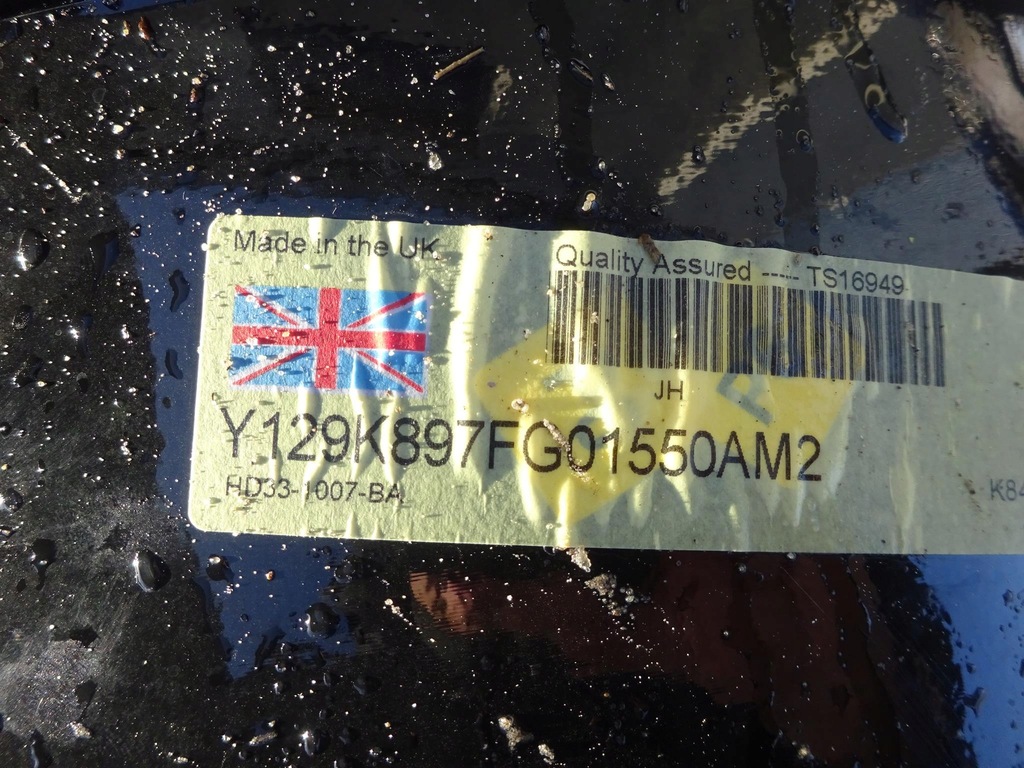 Made in the UK
Quality Assured ----- TS16949
JH
Y129K897FG01550AM2
HD33-1007-BA
K84